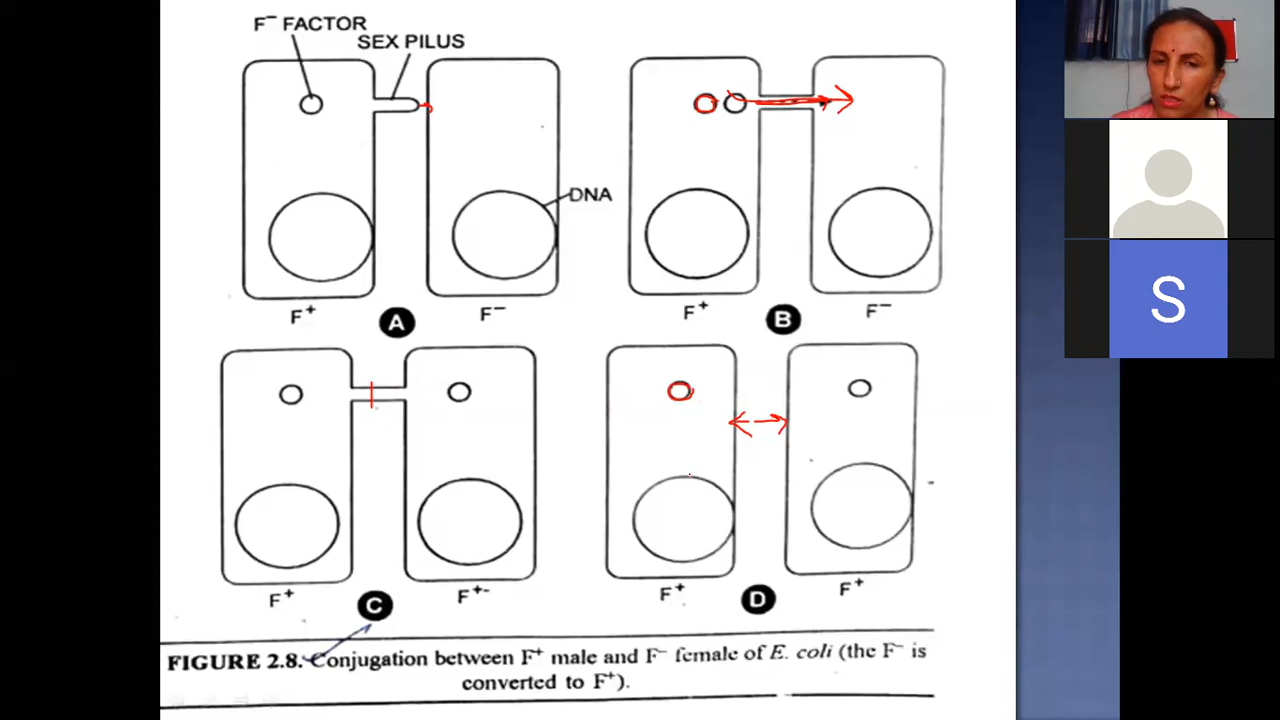 F⁻ FACTOR
SEX PILUS
DNA
F⁺
A
F⁻
F⁺
B
F⁻
F⁺
C
F⁺⁻
F⁺
D
F⁺
FIGURE 2.8. Conjugation between F⁺ male and F⁻ female of E. coli (the F⁻ is
converted to F⁺).
S